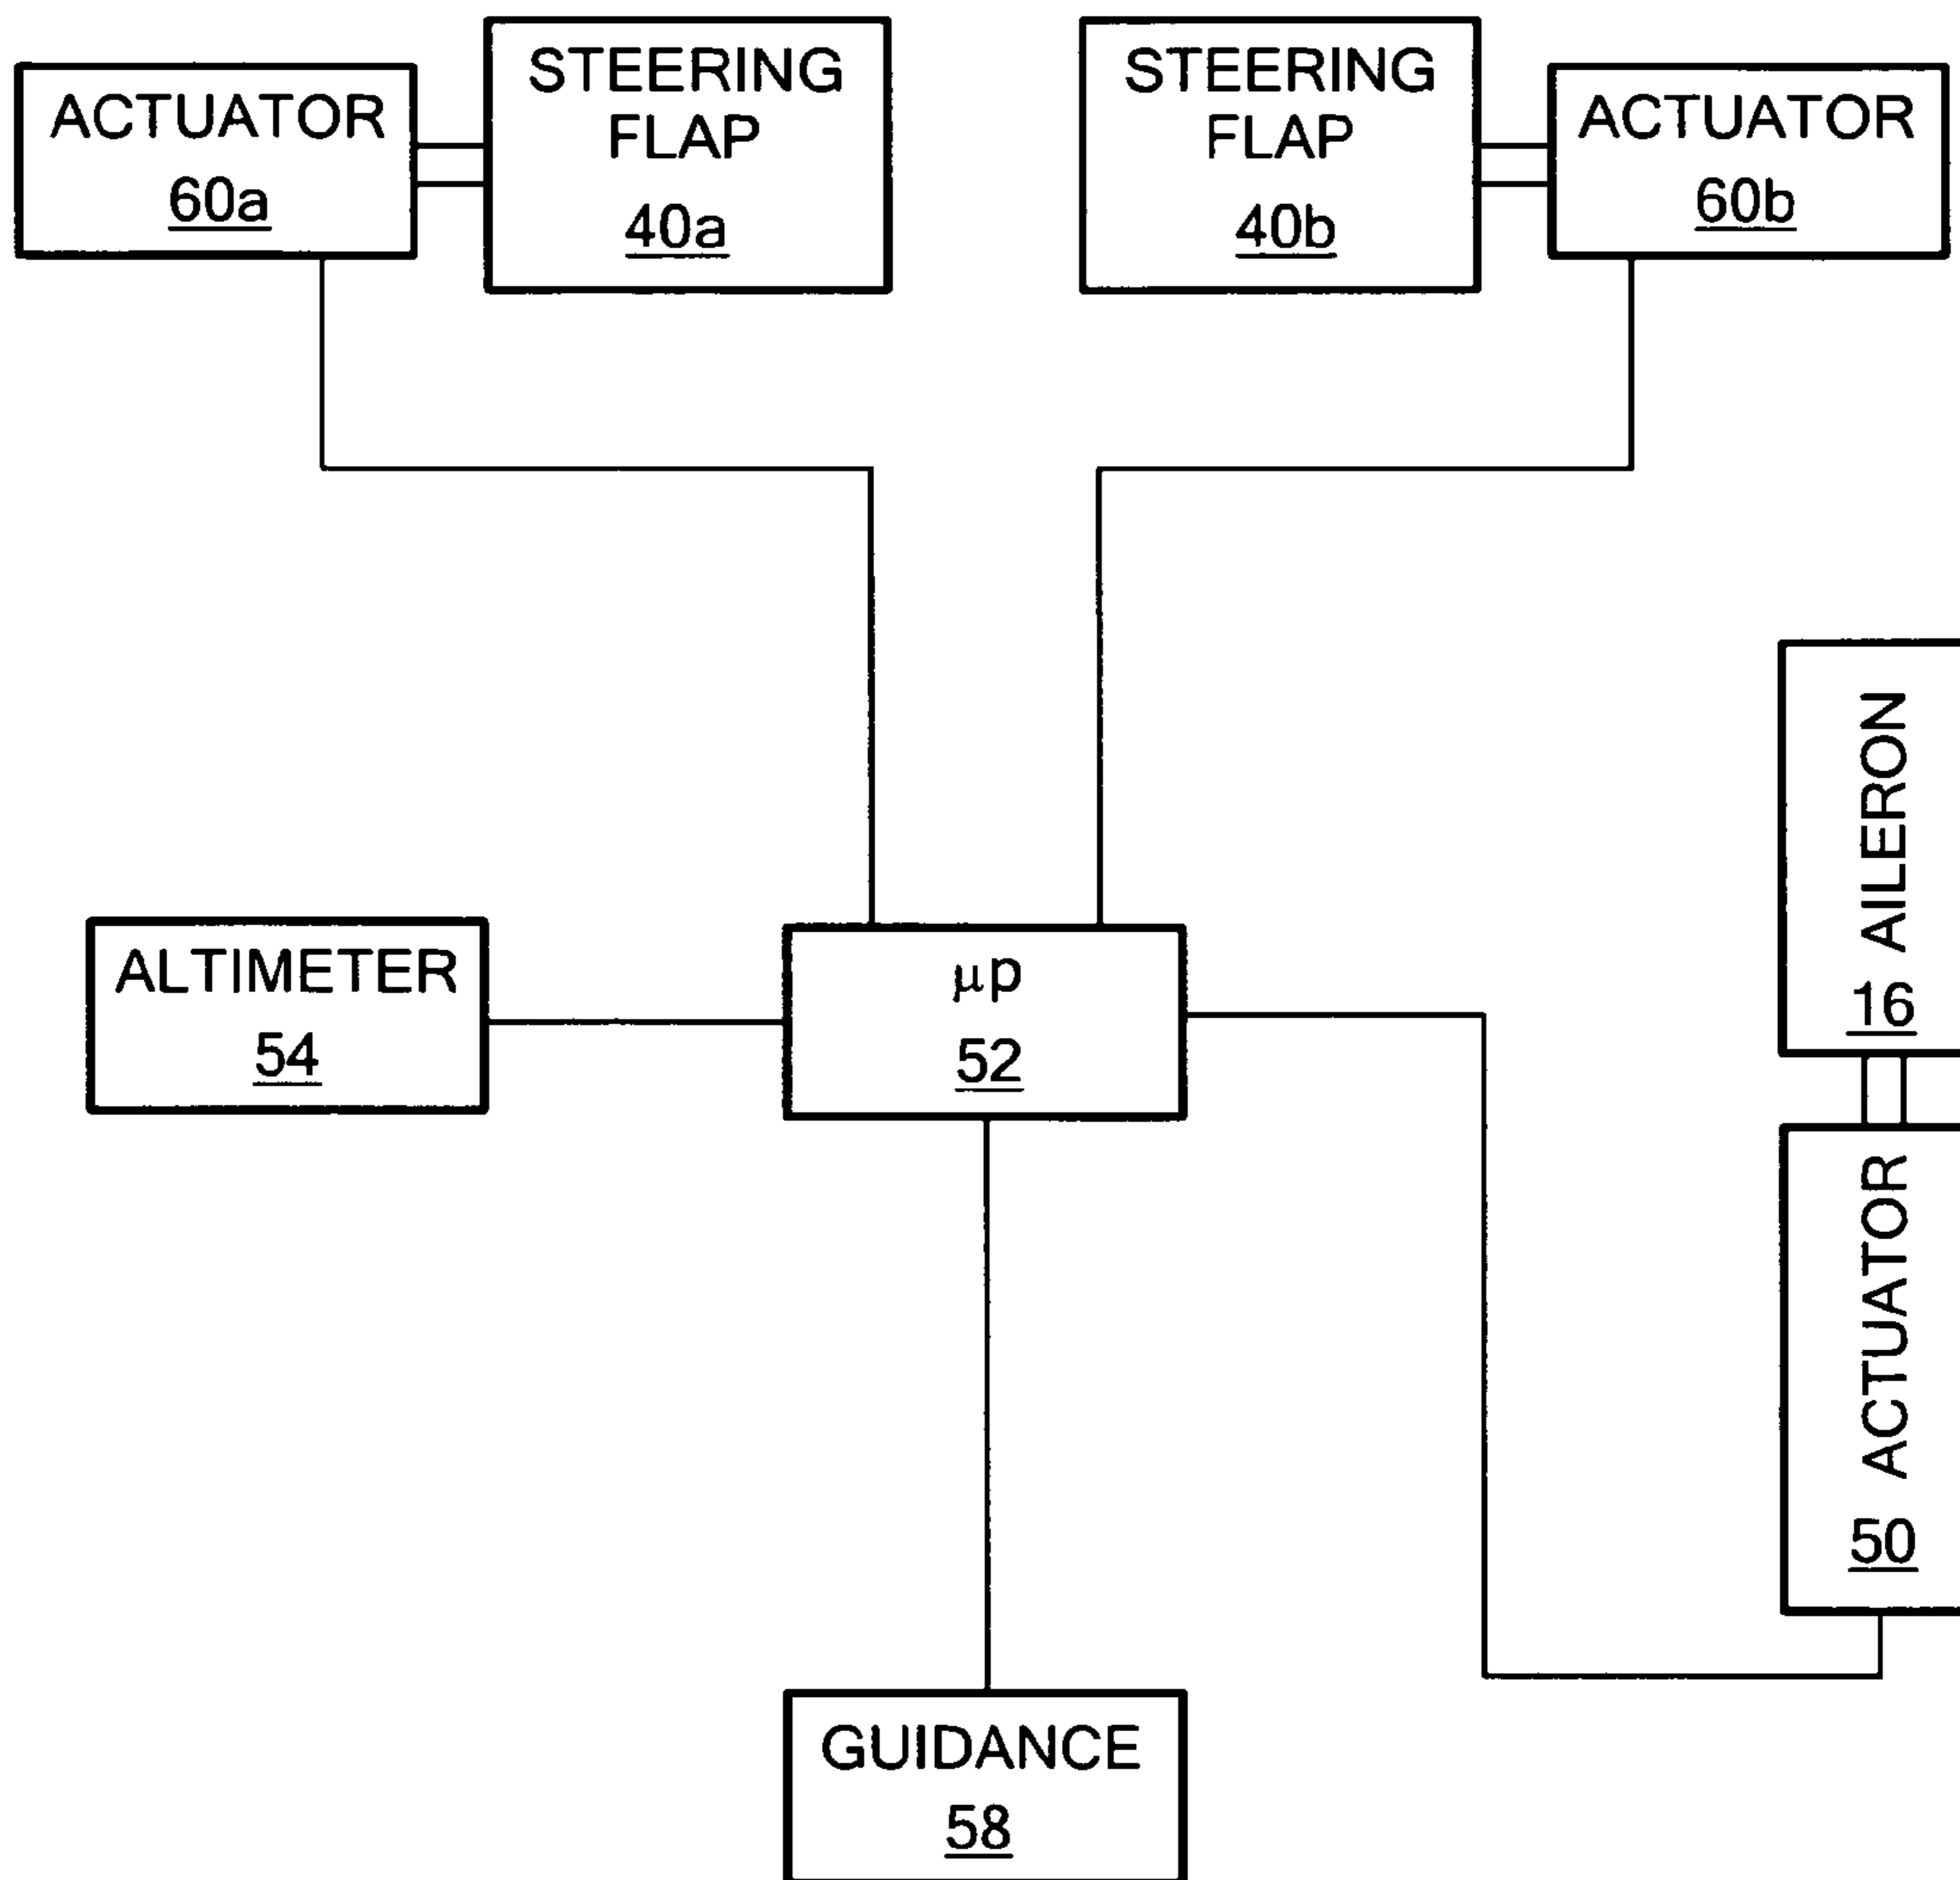 ACTUATOR
60a
STEERING
FLAP
40a
STEERING
FLAP
40b
ACTUATOR
60b
16 AILERON
ALTIMETER
54
µp
52
50 ACTUATOR
GUIDANCE
58